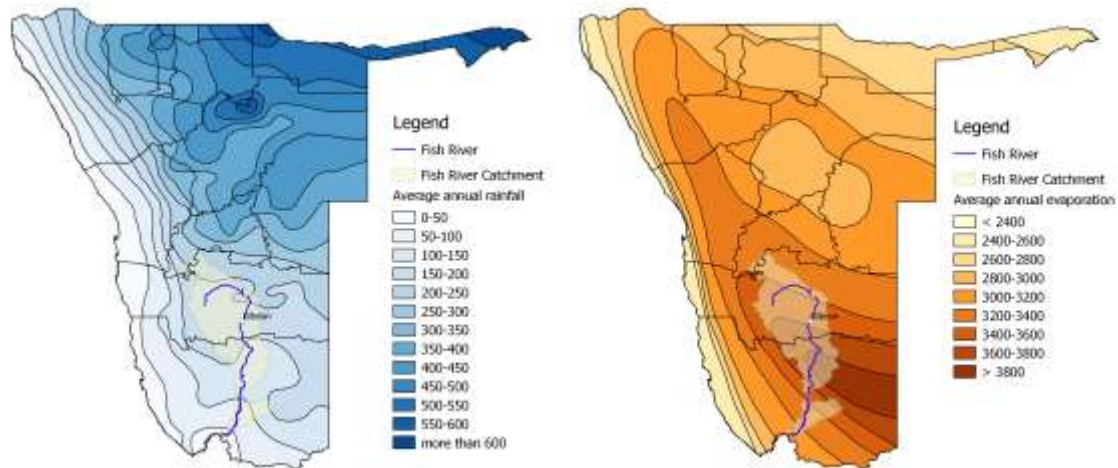 Legend
Fish River
Fish River Catchment
Average annual rainfall
0-50
50-100
100-150
150-200
200-250
250-300
300-350
350-400
400-450
450-500
500-550
550-600
more than 600
Legend
Fish River
Fish River Catchment
Average annual evaporation
< 2400
2400-2600
2600-2800
2800-3000
3000-3200
3200-3400
3400-3600
3600-3800
> 3800